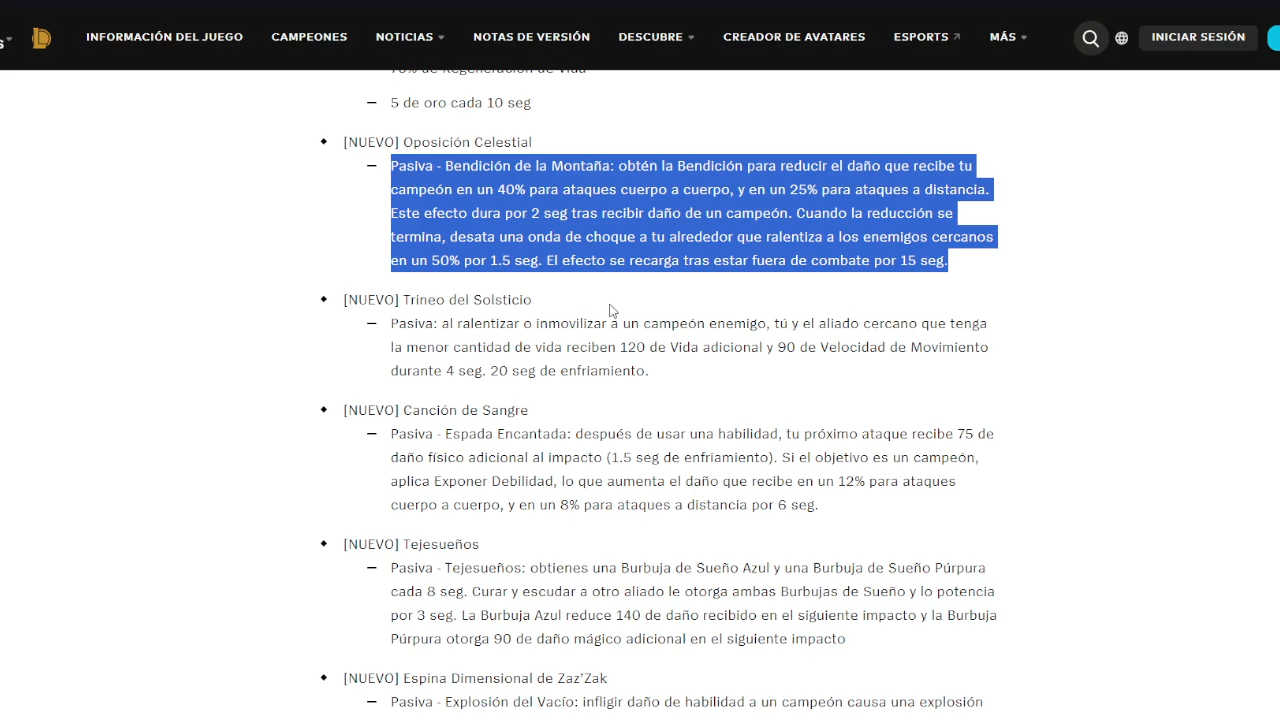 INFORMACIÓN DEL JUEGO CAMPEONES NOTICIAS NOTAS DE VERSIÓN DESCUBRE CREADOR DE AVATARES ESPORTS MÁS INICIAR SESIÓN
70% de Regeneración de Vida
5 de oro cada 10 seg
[NUEVO] Oposición Celestial
Pasiva - Bendición de la Montaña: obtén la Bendición para reducir el daño que recibe tu
campeón en un 40% para ataques cuerpo a cuerpo, y en un 25% para ataques a distancia.
Este efecto dura por 2 seg tras recibir daño de un campeón. Cuando la reducción se
termina, desata una onda de choque a tu alrededor que ralentiza a los enemigos cercanos
en un 50% por 1.5 seg. El efecto se recarga tras estar fuera de combate por 15 seg.
[NUEVO] Trineo del Solsticio
Pasiva: al ralentizar o inmovilizar a un campeón enemigo, tú y el aliado cercano que tenga
la menor cantidad de vida reciben 120 de Vida adicional y 90 de Velocidad de Movimiento
durante 4 seg. 20 seg de enfriamiento.
[NUEVO] Canción de Sangre
Pasiva - Espada Encantada: después de usar una habilidad, tu próximo ataque recibe 75 de
daño físico adicional al impacto (1.5 seg de enfriamiento). Si el objetivo es un campeón,
aplica Exponer Debilidad, lo que aumenta el daño que recibe en un 12% para ataques
cuerpo a cuerpo, y en un 8% para ataques a distancia por 6 seg.
[NUEVO] Tejesueños
Pasiva - Tejesueños: obtienes una Burbuja de Sueño Azul y una Burbuja de Sueño Púrpura
cada 8 seg. Curar y escudar a otro aliado le otorga ambas Burbujas de Sueño y lo potencia
por 3 seg. La Burbuja Azul reduce 140 de daño recibido en el siguiente impacto y la Burbuja
Púrpura otorga 90 de daño mágico adicional en el siguiente impacto
[NUEVO] Espina Dimensional de Zaz'Zak
Pasiva - Explosión del Vacío: infligir daño de habilidad a un campeón causa una explosión